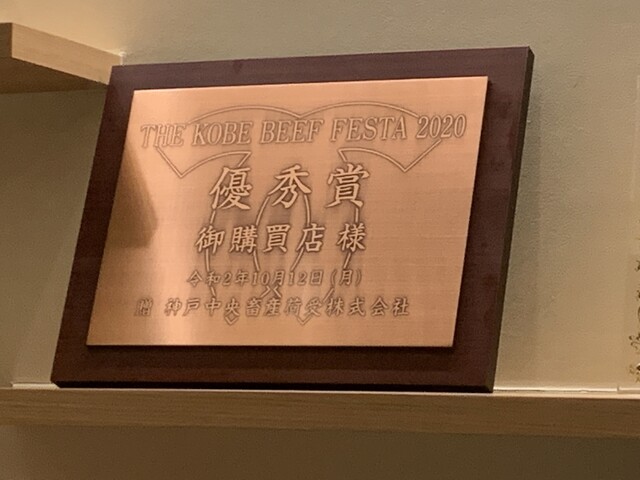 THE KOBE BEEF FESTA 2020
優秀賞
御購買店様
令和2年10月12日(月)
贈 神戸中央畜産荷受株式会社